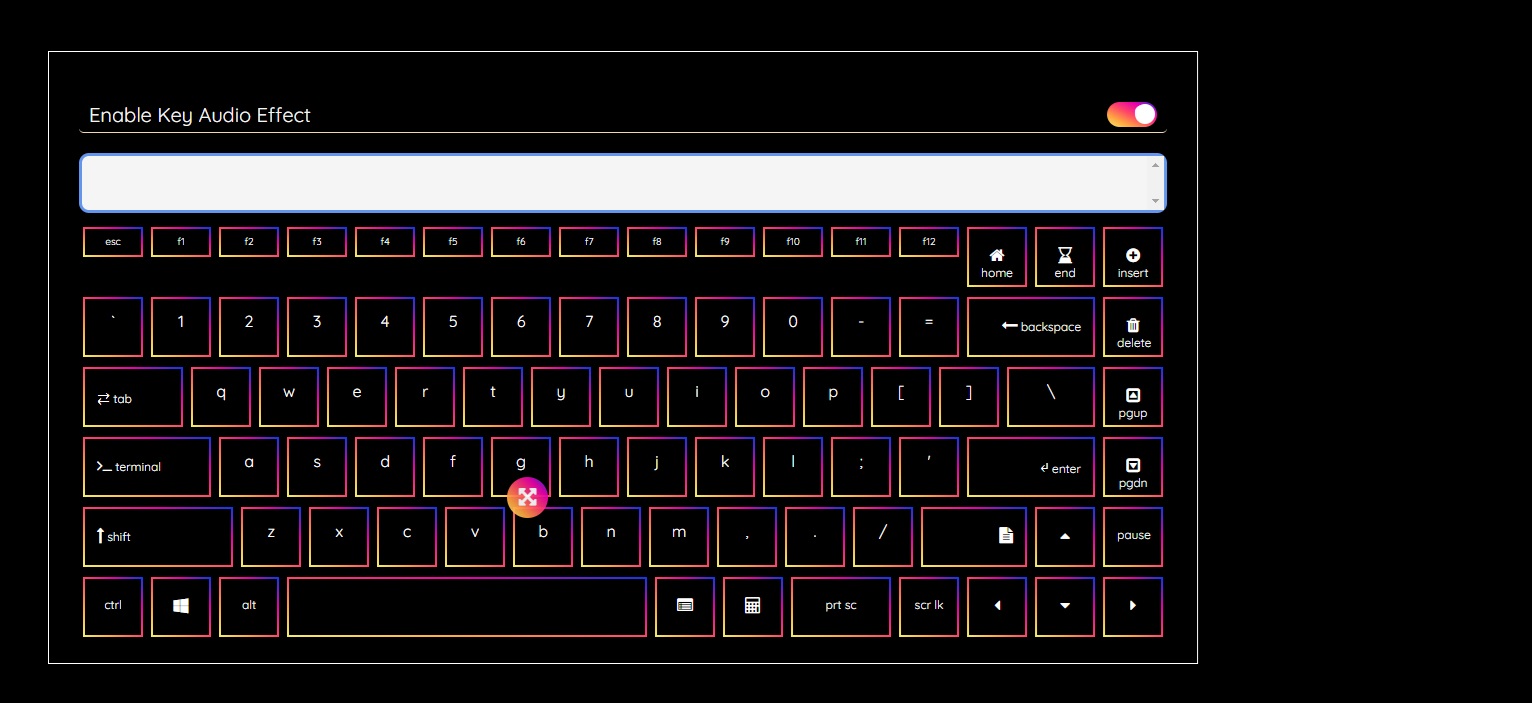 Enable Key Audio Effect
esc f1 f2 f3 f4 f5 f6 f7 f8 f9 f10 f11 f12 home end insert
` 1 2 3 4 5 6 7 8 9 0 - = backspace delete
tab q w e r t y u i o p [ ] \ pgup
terminal a s d f g h j k l ; ' enter pgdn
shift z x c v b n m , . / pause
ctrl alt prt sc scr lk